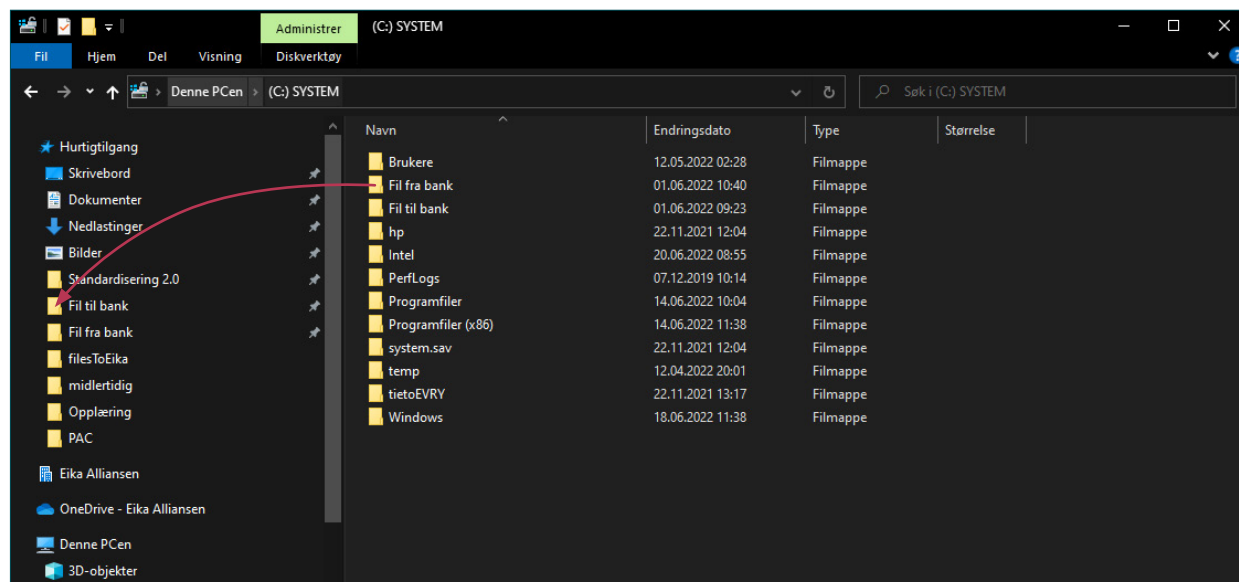 Administrer (C:) SYSTEM
Fil Hjem Del Visning Diskverktøy
Denne PCen (C:) SYSTEM Søk i (C:) SYSTEM
Hurtigtilgang
Skrivebord
Dokumenter
Nedlastinger
Bilder
Standardisering 2.0
Fil til bank
Fil fra bank
filesToEika
midlertidig
Opplæring
PAC
Eika Alliansen
OneDrive - Eika Alliansen
Denne PCen
3D-objekter
Navn Endringsdato Type Størrelse
Brukere 12.05.2022 02:28 Filmappe
Fil fra bank 01.06.2022 10:40 Filmappe
Fil til bank 01.06.2022 09:23 Filmappe
hp 22.11.2021 12:04 Filmappe
Intel 20.06.2022 08:55 Filmappe
PerfLogs 07.12.2019 10:14 Filmappe
Programfiler 14.06.2022 10:04 Filmappe
Programfiler (x86) 14.06.2022 11:38 Filmappe
system.sav 22.11.2021 12:04 Filmappe
temp 12.04.2022 20:01 Filmappe
tietoEVRY 22.11.2021 13:17 Filmappe
Windows 18.06.2022 11:38 Filmappe